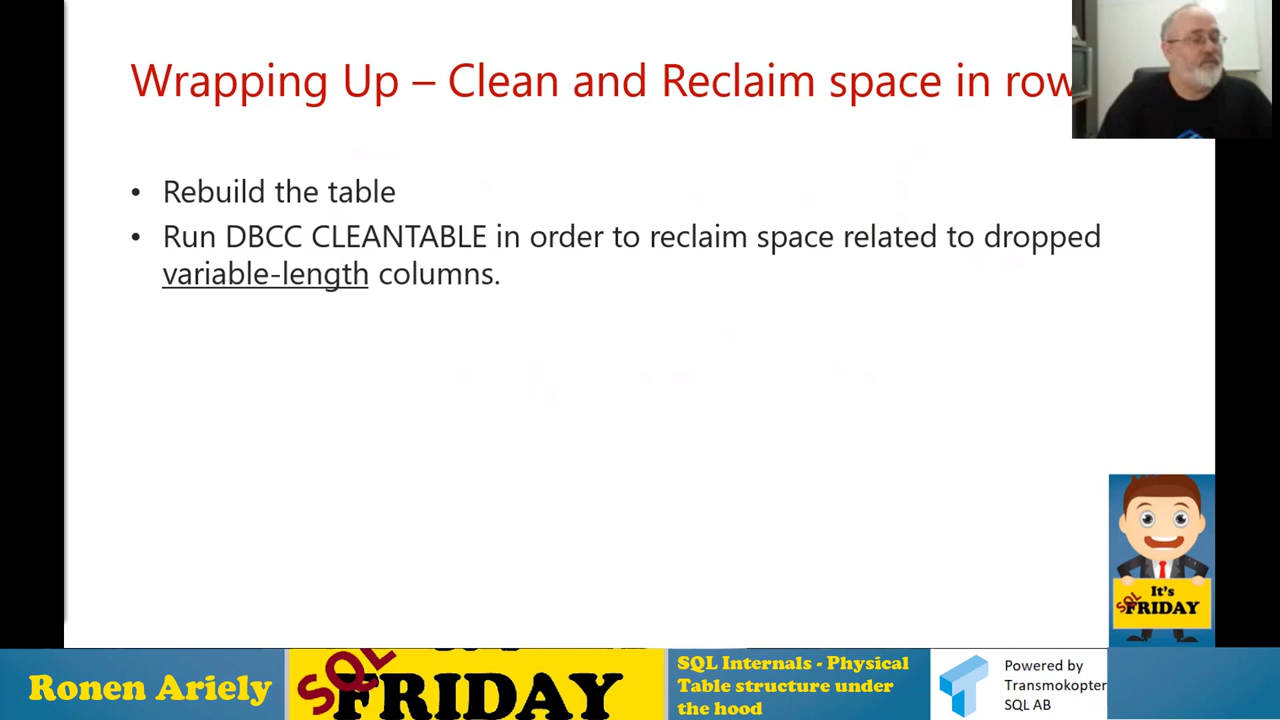 Wrapping Up – Clean and Reclaim space in row
• Rebuild the table
• Run DBCC CLEANTABLE in order to reclaim space related to dropped
variable-length columns.
It's
SQL
FRIDAY
Ronen Ariely
SQL
FRIDAY
SQL Internals - Physical
Table structure under
the hood
Powered by
Transmokopter
SQL AB